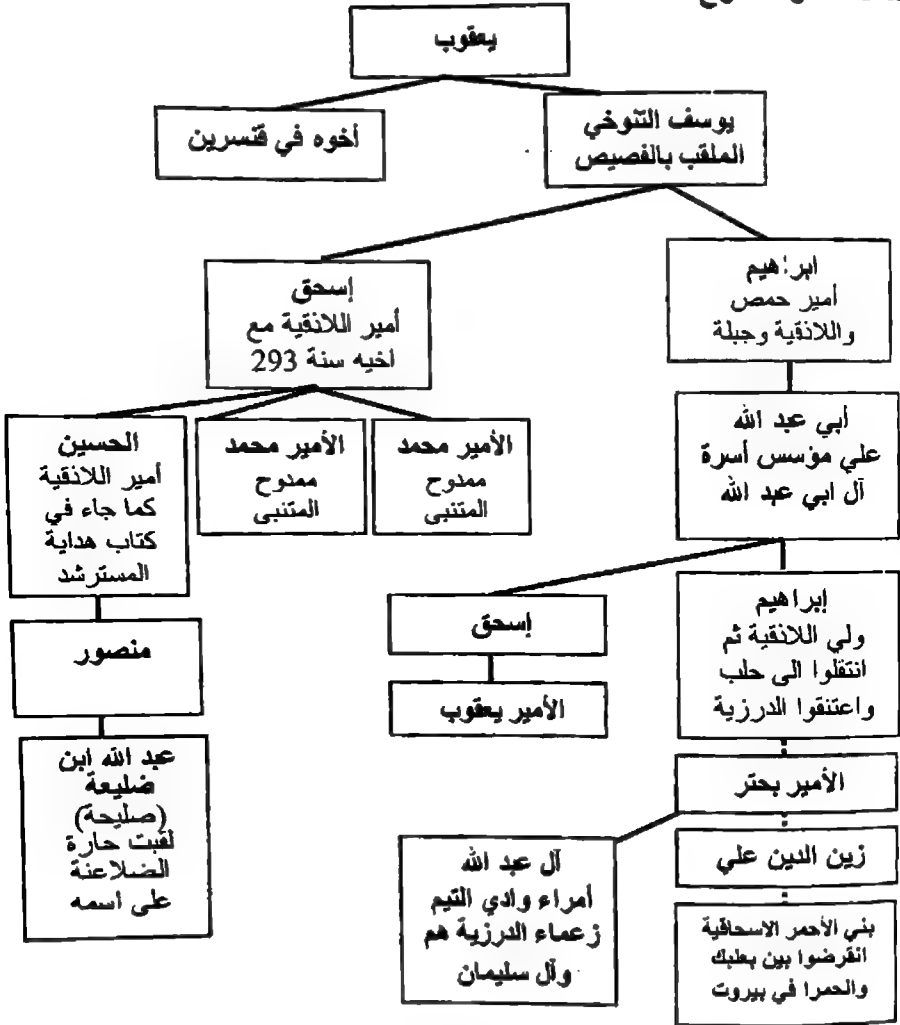 يعقوب
أخوه في قنسرين
يوسف التنوخي
الملقب بالفصيص
ابراهيم
أمير حمص
واللانقية وجبلة
إسحق
أمير اللانقية مع
اخيه سنة 293
أبي عبد الله
علي مؤسس أسرة
آل ابي عبد الله
الأمير محمد
ممدوح
المتنبى
الأمير محمد
ممدوح
المتنبى
الحسين
أمير اللانقية
كما جاء في
كتاب هداية
المسترشد
إبراهيم
ولي اللانقية ثم
انتقلوا الى حلب
واعتنقوا الدرزية
إسحق
منصور
الأمير يعقوب
عبد الله ابن
ضليعة
(صليحة)
لقبت حارة
الضلاعنة
على اسمه
الأمير بحتر
آل عبد الله
أمراء وادي التيم
زعماء الدرزية هم
وآل سليمان
زين الدين علي
بني الأحمر الاسحاقية
انقرضوا بين بعلبك
والحمرا في بيروت